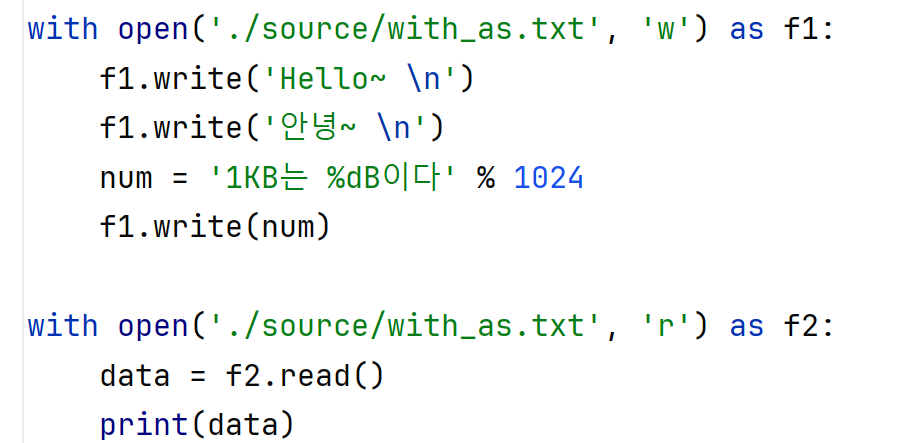 with open('./source/with_as.txt', 'w') as f1:
    f1.write('Hello~ \n')
    f1.write('안녕~ \n')
    num = '1KB는 %dB이다' % 1024
    f1.write(num)

with open('./source/with_as.txt', 'r') as f2:
    data = f2.read()
    print(data)